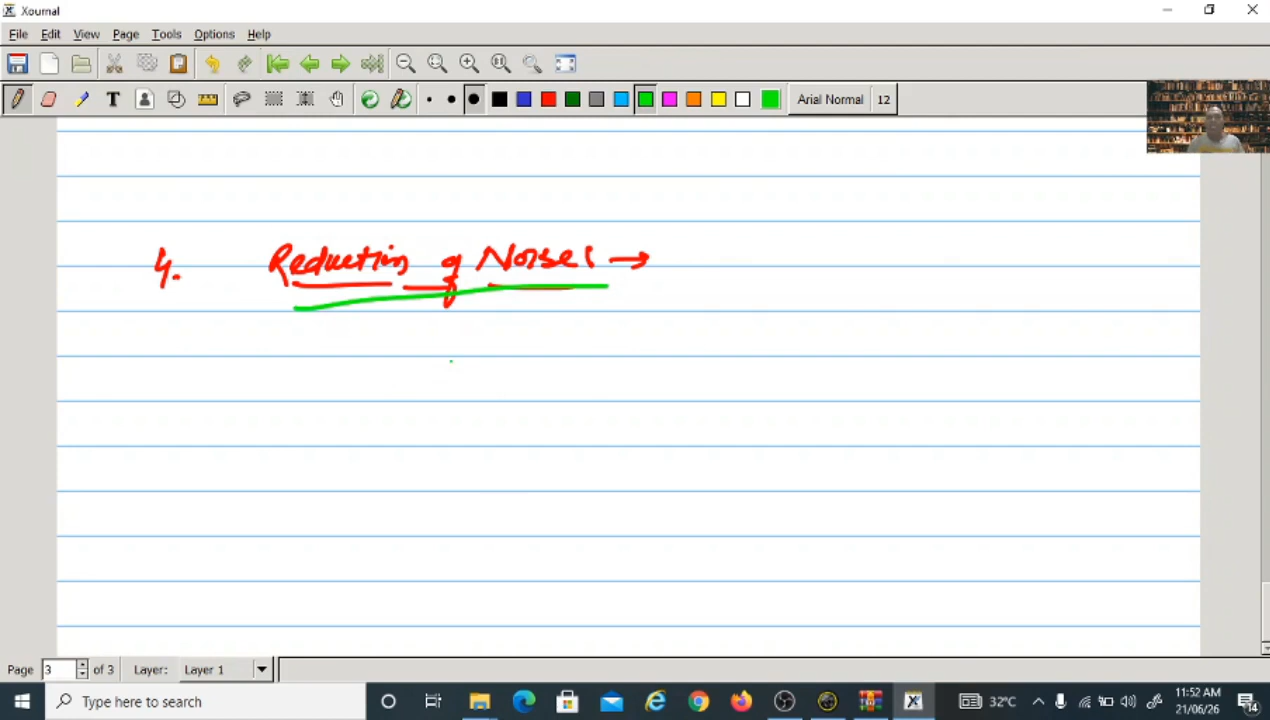 Xournal
File Edit View Page Tools Options Help
Arial Normal 12
4. Reduction of Noises →
Page 3 of 3 Layer: Layer 1
Type here to search
32°C
11:52 AM
21/06/26
14